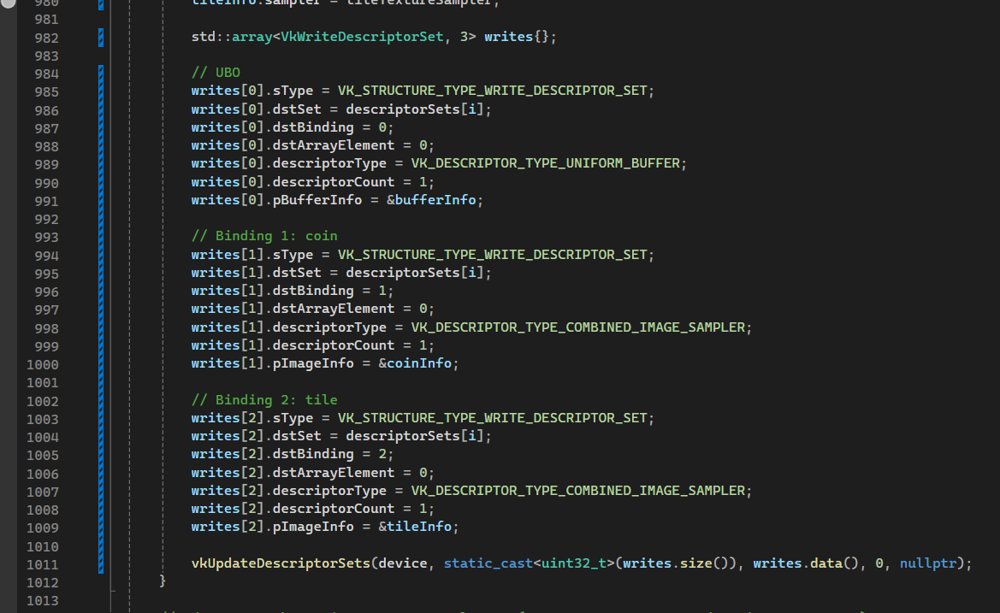 980 tileInfo.sampler = tileTextureSampler;
981
982 std::array<VkWriteDescriptorSet, 3> writes{};
983
984 // UBO
985 writes[0].sType = VK_STRUCTURE_TYPE_WRITE_DESCRIPTOR_SET;
986 writes[0].dstSet = descriptorSets[i];
987 writes[0].dstBinding = 0;
988 writes[0].dstArrayElement = 0;
989 writes[0].descriptorType = VK_DESCRIPTOR_TYPE_UNIFORM_BUFFER;
990 writes[0].descriptorCount = 1;
991 writes[0].pBufferInfo = &bufferInfo;
992
993 // Binding 1: coin
994 writes[1].sType = VK_STRUCTURE_TYPE_WRITE_DESCRIPTOR_SET;
995 writes[1].dstSet = descriptorSets[i];
996 writes[1].dstBinding = 1;
997 writes[1].dstArrayElement = 0;
998 writes[1].descriptorType = VK_DESCRIPTOR_TYPE_COMBINED_IMAGE_SAMPLER;
999 writes[1].descriptorCount = 1;
1000 writes[1].pImageInfo = &coinInfo;
1001
1002 // Binding 2: tile
1003 writes[2].sType = VK_STRUCTURE_TYPE_WRITE_DESCRIPTOR_SET;
1004 writes[2].dstSet = descriptorSets[i];
1005 writes[2].dstBinding = 2;
1006 writes[2].dstArrayElement = 0;
1007 writes[2].descriptorType = VK_DESCRIPTOR_TYPE_COMBINED_IMAGE_SAMPLER;
1008 writes[2].descriptorCount = 1;
1009 writes[2].pImageInfo = &tileInfo;
1010
1011 vkUpdateDescriptorSets(device, static_cast<uint32_t>(writes.size()), writes.data(), 0, nullptr);
1012 }
1013